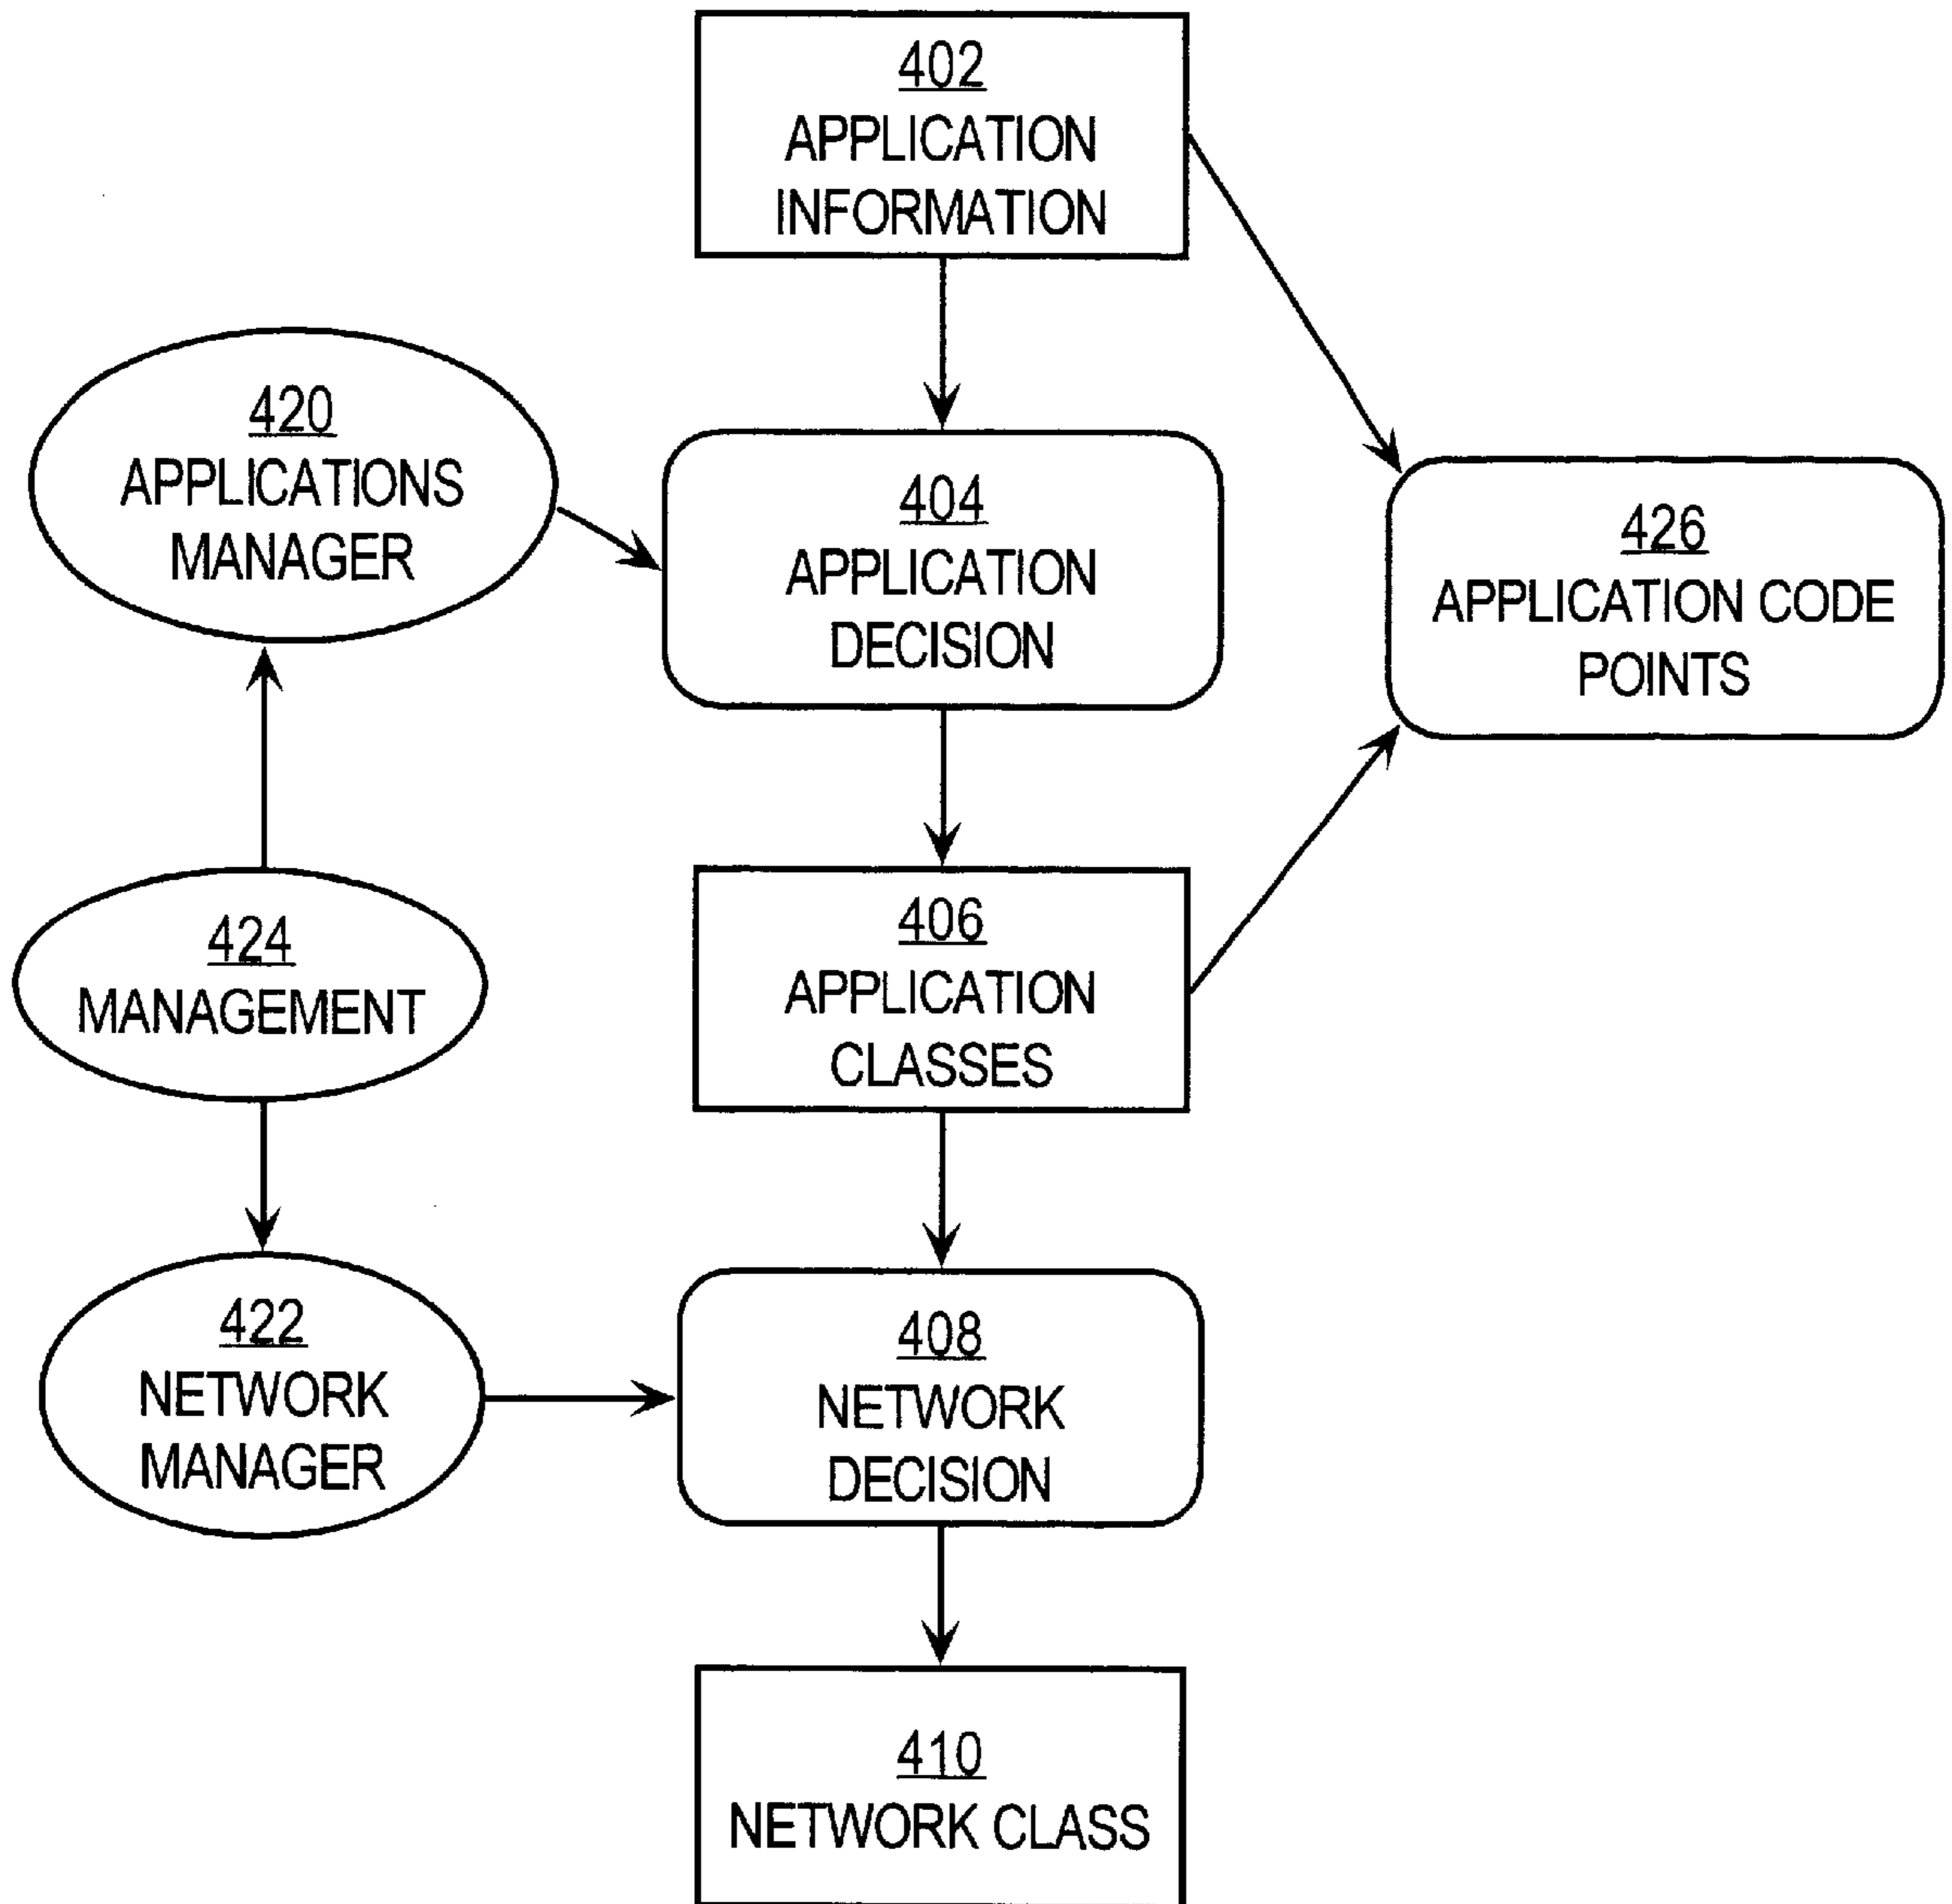 402
APPLICATION
INFORMATION
420
APPLICATIONS
MANAGER
404
APPLICATION
DECISION
426
APPLICATION CODE
POINTS
424
MANAGEMENT
406
APPLICATION
CLASSES
422
NETWORK
MANAGER
408
NETWORK
DECISION
410
NETWORK CLASS